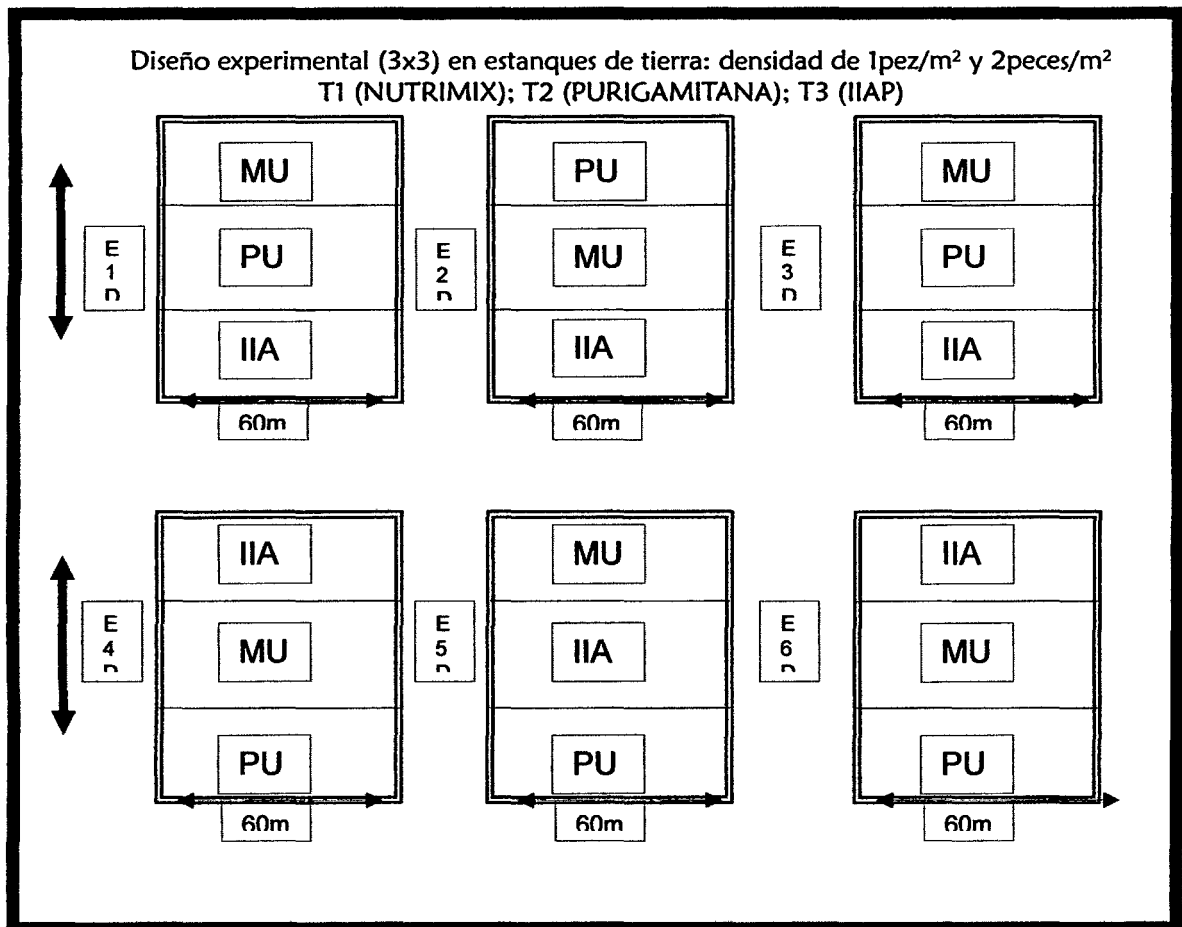 Diseño experimental (3x3) en estanques de tierra: densidad de 1pez/m² y 2peces/m²
T1 (NUTRIMIX); T2 (PURIGAMITANA); T3 (IIAP)
MU
PU
MU
E
1
E
2
E
3
PU
MU
PU
IIA
IIA
IIA
60m
60m
60m
IIA
MU
IIA
E
4
E
5
E
6
MU
IIA
MU
PU
PU
PU
60m
60m
60m